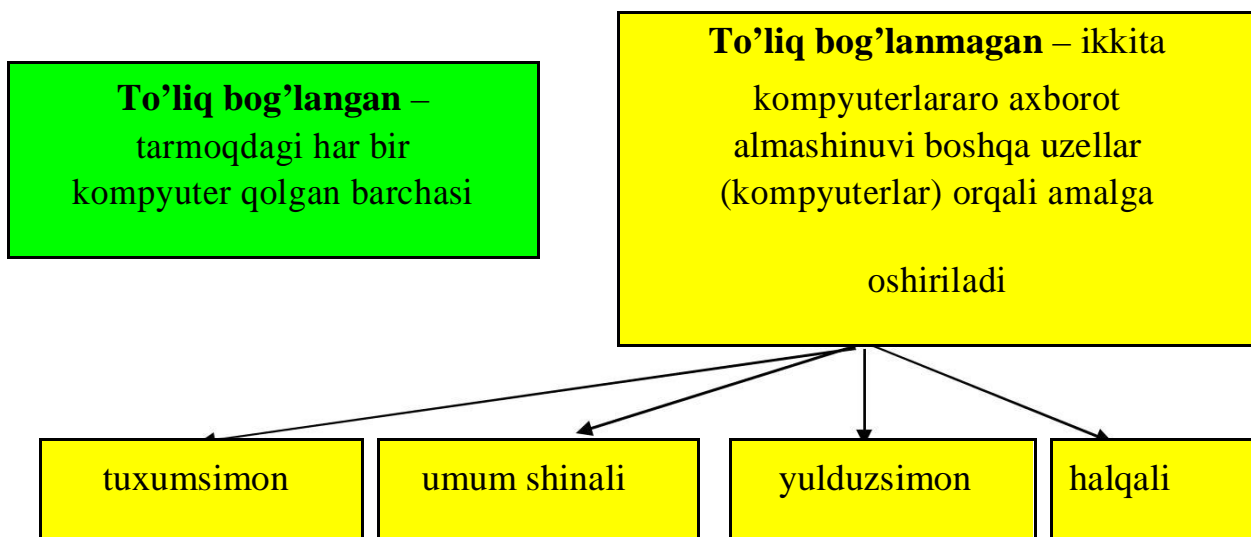 To’liq bog’langan –
tarmoqdagi har bir
kompyuter qolgan barchasi
To’liq bog’lanmagan – ikkita
kompyuterlararo axborot
almashinuvi boshqa uzellar
(kompyuterlar) orqali amalga
oshiriladi
tuxumsimon
umum shinali
yulduzsimon
halqali